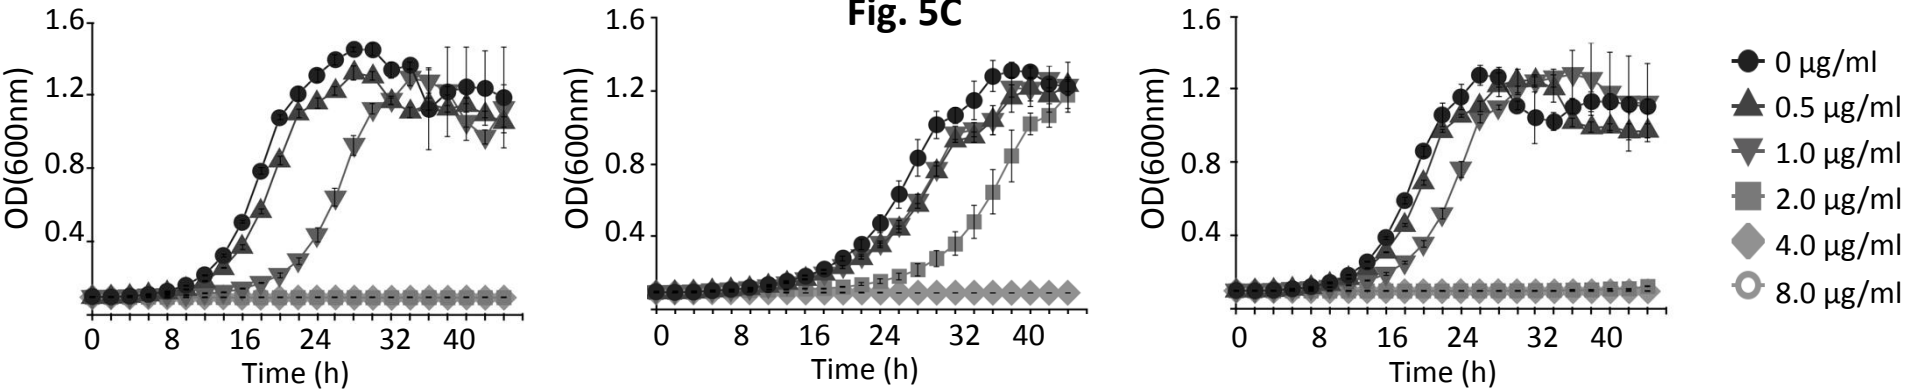 Fig. 5C
1.6
1.2
0.8
0.4
OD(600nm)
0 8 16 24 32 40
Time (h)
1.6
1.2
0.8
0.4
OD(600nm)
0 8 16 24 32 40
Time (h)
1.6
1.2
0.8
0.4
OD(600nm)
0 8 16 24 32 40
Time (h)
0 µg/ml
0.5 µg/ml
1.0 µg/ml
2.0 µg/ml
4.0 µg/ml
8.0 µg/ml